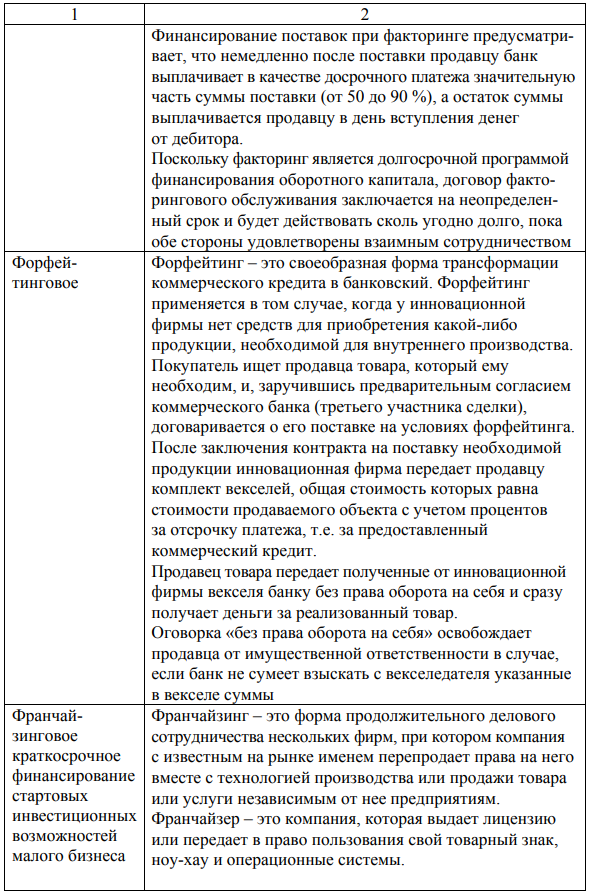 1
2
Финансирование поставок при факторинге предусматри-
вает, что немедленно после поставки продавцу банк
выплачивает в качестве досрочного платежа значительную
часть суммы поставки (от 50 до 90 %), а остаток суммы
выплачивается продавцу в день вступления денег
от дебитора.
Поскольку факторинг является долгосрочной программой
финансирования оборотного капитала, договор факто-
рингового обслуживания заключается на неопределен-
ный срок и будет действовать сколь угодно долго, пока
обе стороны удовлетворены взаимным сотрудничеством
Форфей-
тинговое
Форфейтинг – это своеобразная форма трансформации
коммерческого кредита в банковский. Форфейтинг
применяется в том случае, когда у инновационной
фирмы нет средств для приобретения какой-либо
продукции, необходимой для внутреннего производства.
Покупатель ищет продавца товара, который ему
необходим, и, заручившись предварительным согласием
коммерческого банка (третьего участника сделки),
договаривается о его поставке на условиях форфейтинга.
После заключения контракта на поставку необходимой
продукции инновационная фирма передает продавцу
комплект векселей, общая стоимость которых равна
стоимости продаваемого объекта с учетом процентов
за отсрочку платежа, т.е. за предоставленный
коммерческий кредит.
Продавец товара передает полученные от инновационной
фирмы векселя банку без права оборота на себя и сразу
получает деньги за реализованный товар.
Оговорка «без права оборота на себя» освобождает
продавца от имущественной ответственности в случае,
если банк не сумеет взыскать с векселедателя указанные
в векселе суммы
Франчай-
зинговое
краткосрочное
финансирование
стартовых
инвестиционных
возможностей
малого бизнеса
Франчайзинг – это форма продолжительного делового
сотрудничества нескольких фирм, при котором компания
с известным на рынке именем перепродает права на него
вместе с технологией производства или продажи товара
или услуги независимым от нее предприятиям.
Франчайзер – это компания, которая выдает лицензию
или передает в право пользования свой товарный знак,
ноу-хау и операционные системы.